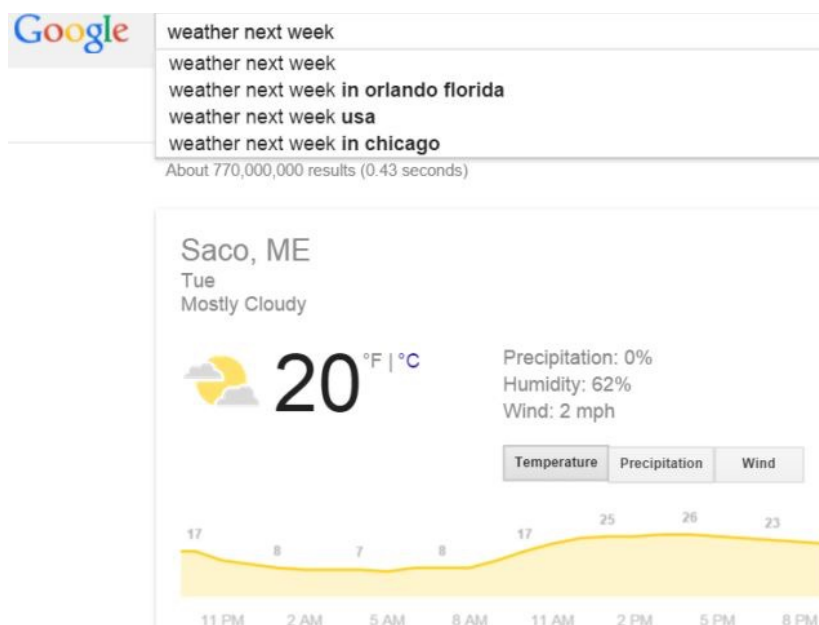 Google weather next week
weather next week
weather next week in orlando florida
weather next week usa
weather next week in chicago
About 770,000,000 results (0.43 seconds)
Saco, ME
Tue
Mostly Cloudy
20 °F | °C
Precipitation: 0%
Humidity: 62%
Wind: 2 mph
Temperature Precipitation Wind
17 8 7 8 17 25 26 23
11 PM 2 AM 5 AM 8 AM 11 AM 2 PM 5 PM 8 PM